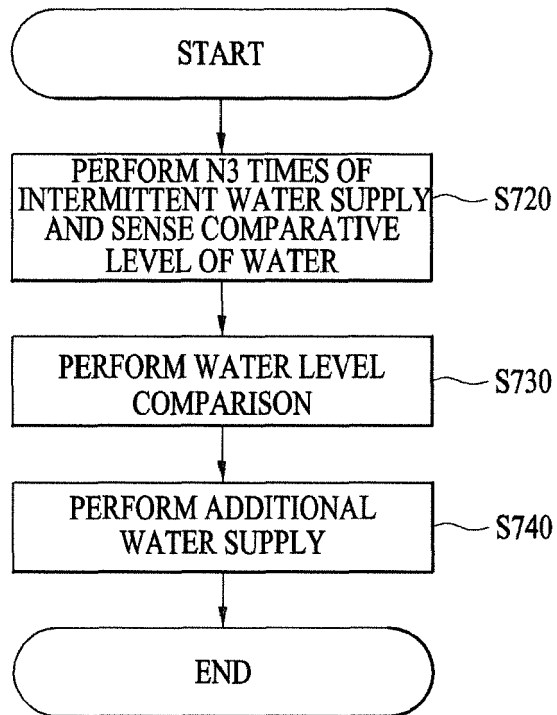 START
PERFORM N3 TIMES OF
INTERMITTENT WATER SUPPLY
AND SENSE COMPARATIVE
LEVEL OF WATER
S720
PERFORM WATER LEVEL
COMPARISON
S730
PERFORM ADDITIONAL
WATER SUPPLY
S740
END